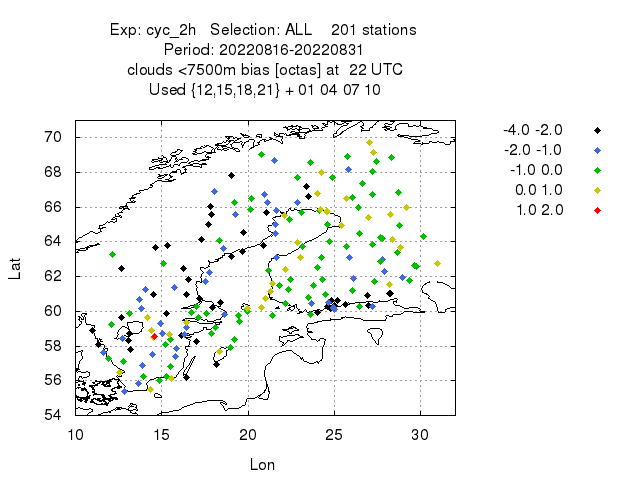 Exp: cyc_2h   Selection: ALL    201 stations
Period: 20220816-20220831
clouds <7500m bias [octas] at  22 UTC
Used {12,15,18,21} + 01 04 07 10
-4.0 -2.0
-2.0 -1.0
-1.0 0.0
0.0 1.0
1.0 2.0
70
68
66
64
62
60
58
56
54
Lat
10 15 20 25 30
Lon